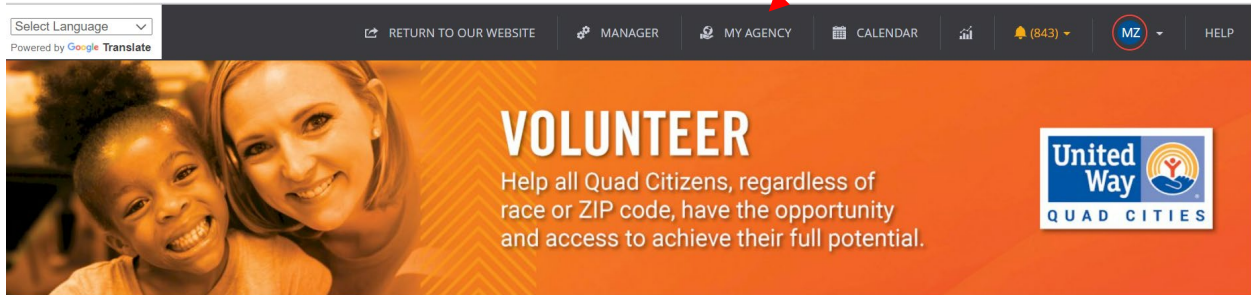 Select Language
Powered by Google Translate
RETURN TO OUR WEBSITE
MANAGER
MY AGENCY
CALENDAR
(843)
MZ
HELP
VOLUNTEER
Help all Quad Citizens, regardless of
race or ZIP code, have the opportunity
and access to achieve their full potential.
United
Way
QUAD CITIES